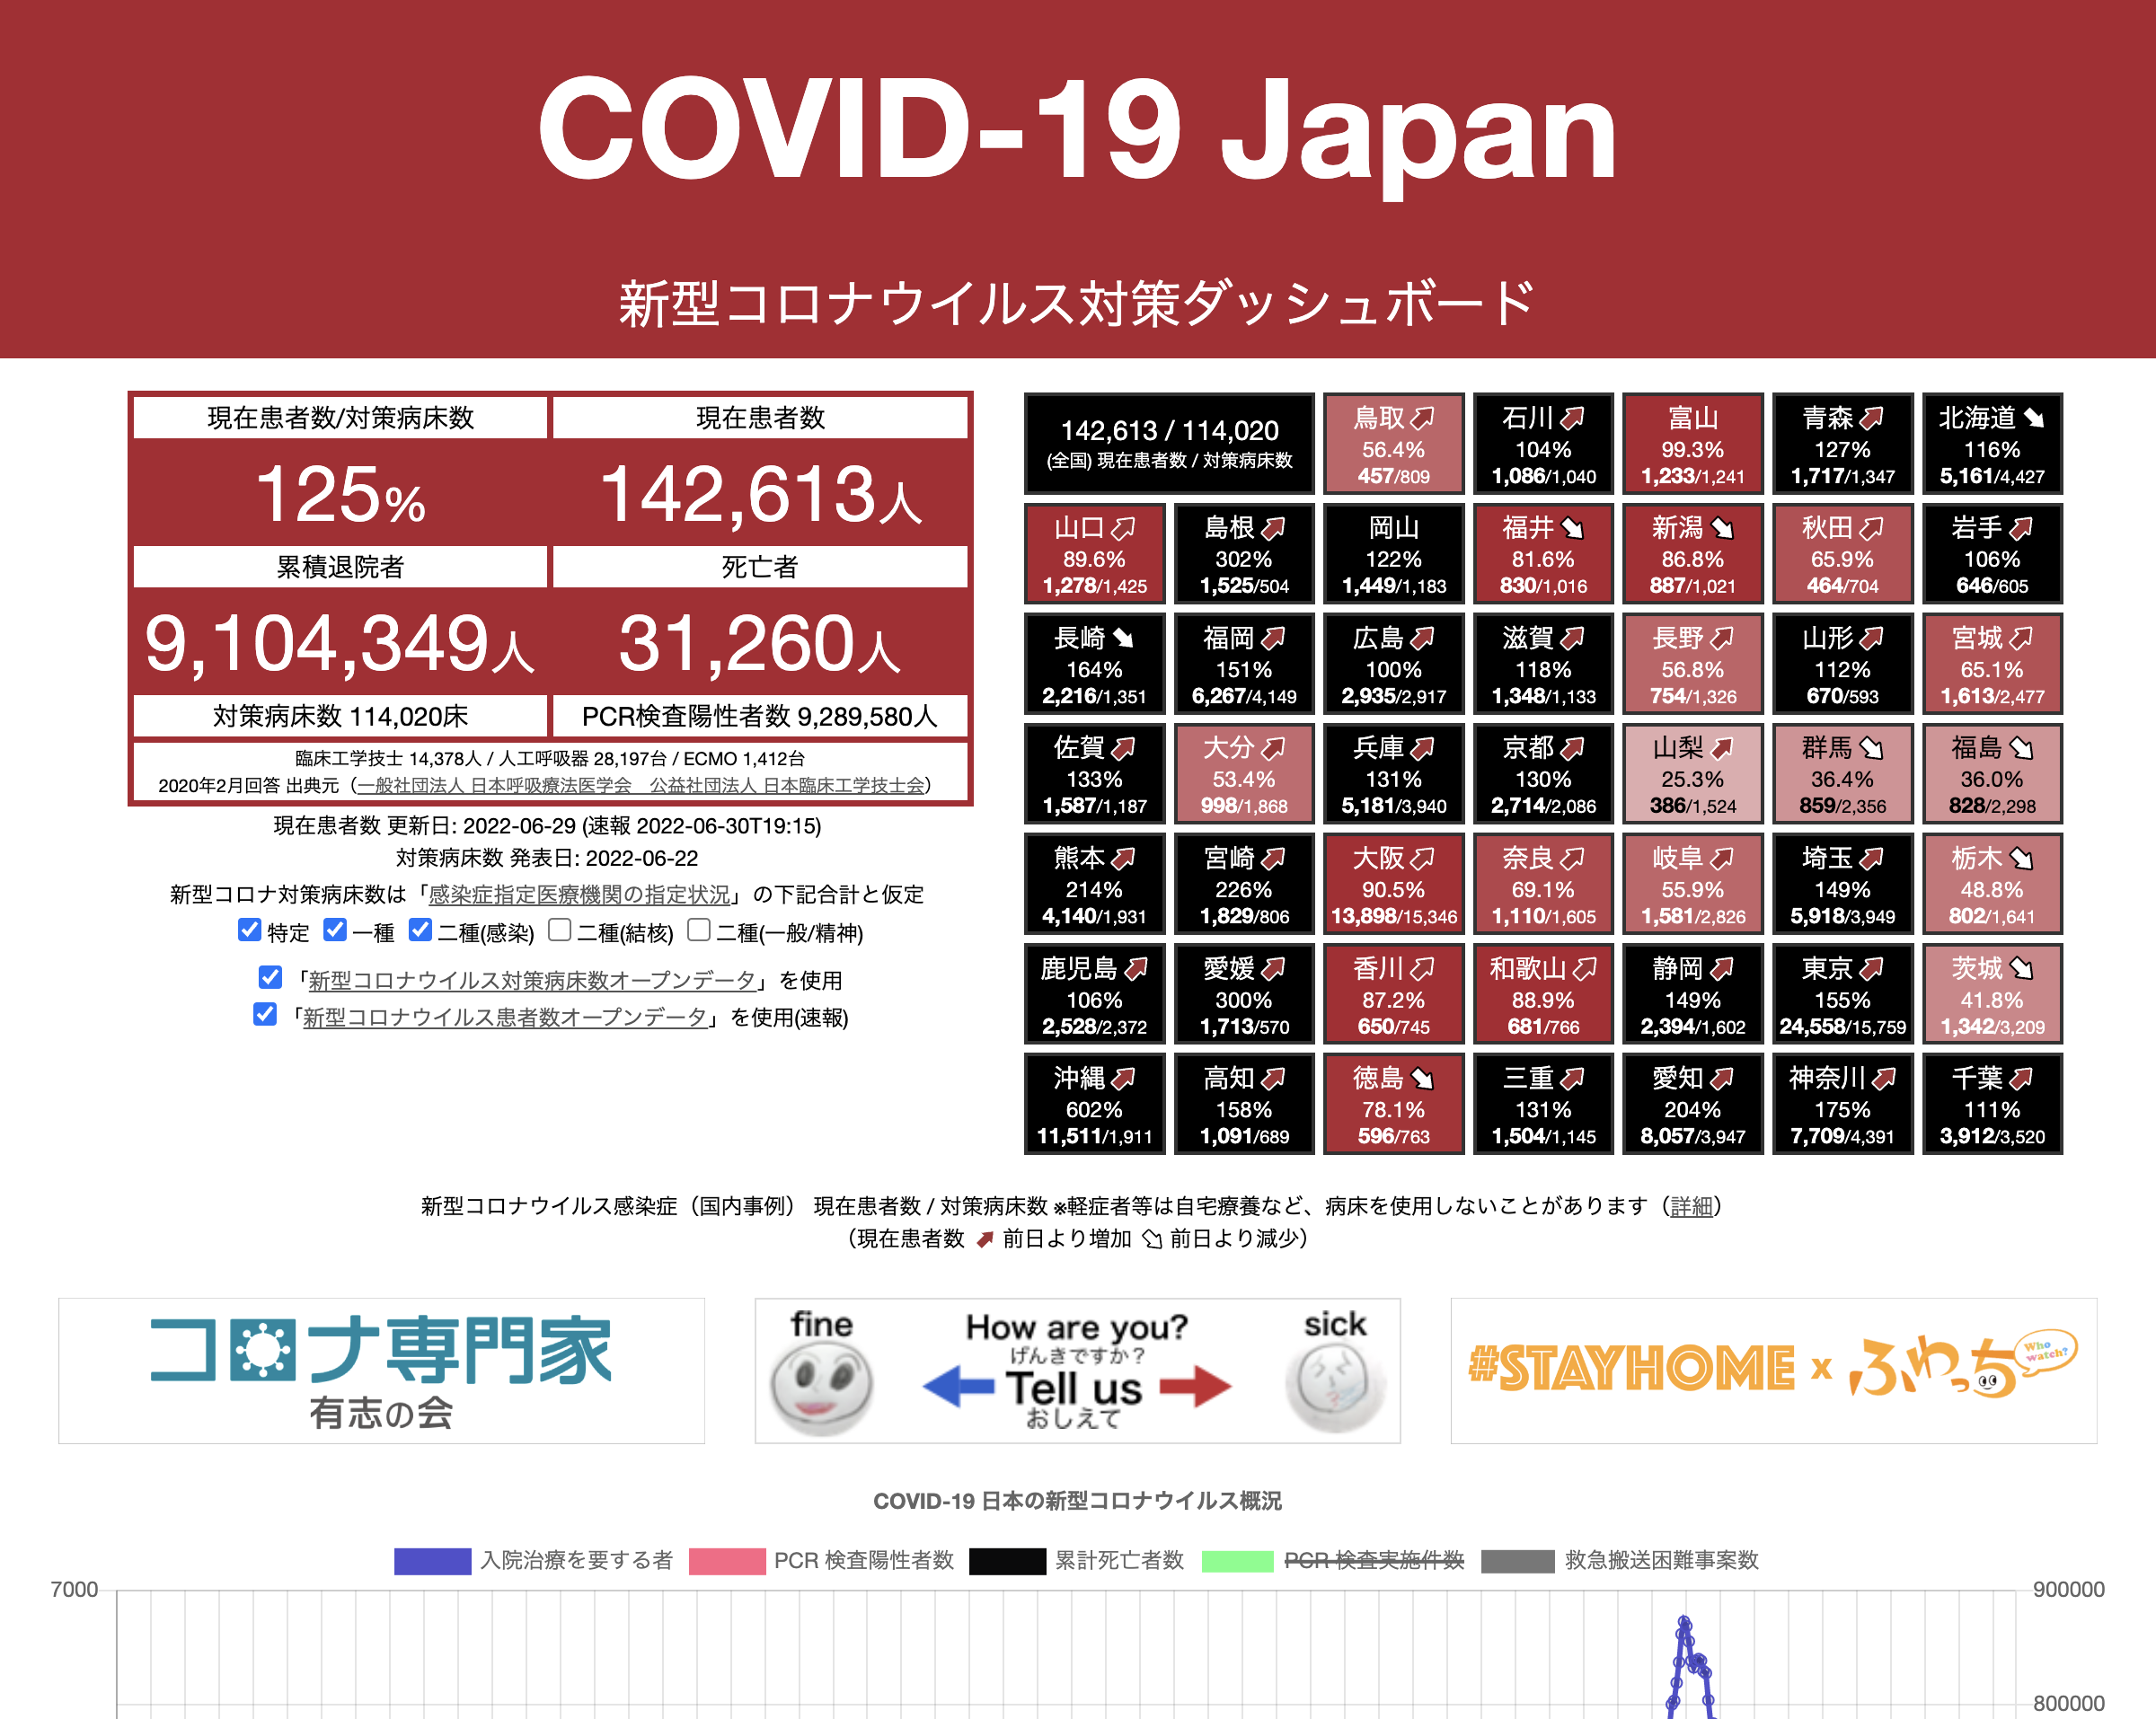 COVID-19 Japan
新型コロナウイルス対策ダッシュボード
現在患者数/対策病床数
現在患者数
125%
142,613人
累積退院者
死亡者
9,104,349人
31,260人
対策病床数 114,020床
PCR検査陽性者数 9,289,580人
臨床工学技士 14,378人 / 人工呼吸器 28,197台 / ECMO 1,412台
2020年2月回答 出典元（一般社団法人 日本呼吸療法医学会　公益社団法人 日本臨床工学技士会）
現在患者数 更新日: 2022-06-29 (速報 2022-06-30T19:15)
対策病床数 発表日: 2022-06-22
新型コロナ対策病床数は「感染症指定医療機関の指定状況」の下記合計と仮定
特定 一種 二種(感染) 二種(結核) 二種(一般/精神)
「新型コロナウイルス対策病床数オープンデータ」を使用
「新型コロナウイルス患者数オープンデータ」を使用(速報)
142,613 / 114,020
(全国) 現在患者数 / 対策病床数
鳥取
56.4%
457/809
石川
104%
1,086/1,040
富山
99.3%
1,233/1,241
青森
127%
1,717/1,347
北海道
116%
5,161/4,427
山口
89.6%
1,278/1,425
島根
302%
1,525/504
岡山
122%
1,449/1,183
福井
81.6%
830/1,016
新潟
86.8%
887/1,021
秋田
65.9%
464/704
岩手
106%
646/605
長崎
164%
2,216/1,351
福岡
151%
6,267/4,149
広島
100%
2,935/2,917
滋賀
118%
1,348/1,133
長野
56.8%
754/1,326
山形
112%
670/593
宮城
65.1%
1,613/2,477
佐賀
133%
1,587/1,187
大分
53.4%
998/1,868
兵庫
131%
5,181/3,940
京都
130%
2,714/2,086
山梨
25.3%
386/1,524
群馬
36.4%
859/2,356
福島
36.0%
828/2,298
熊本
214%
4,140/1,931
宮崎
226%
1,829/806
大阪
90.5%
13,898/15,346
奈良
69.1%
1,110/1,605
岐阜
55.9%
1,581/2,826
埼玉
149%
5,918/3,949
栃木
48.8%
802/1,641
鹿児島
106%
2,528/2,372
愛媛
300%
1,713/570
香川
87.2%
650/745
和歌山
88.9%
681/766
静岡
149%
2,394/1,602
東京
155%
24,558/15,759
茨城
41.8%
1,342/3,209
沖縄
602%
11,511/1,911
高知
158%
1,091/689
徳島
78.1%
596/763
三重
131%
1,504/1,145
愛知
204%
8,057/3,947
神奈川
175%
7,709/4,391
千葉
111%
3,912/3,520
新型コロナウイルス感染症（国内事例） 現在患者数 / 対策病床数 ※軽症者等は自宅療養など、病床を使用しないことがあります（詳細）
（現在患者数 前日より増加 前日より減少）
コロナ専門家
有志の会
fine
How are you?
げんきですか？
Tell us
おしえて
sick
#STAYHOME x ふわっち
Who watch?
COVID-19 日本の新型コロナウイルス概況
入院治療を要する者 PCR 検査陽性者数 累計死亡者数 PCR 検査実施件数 救急搬送困難事案数
7000
900000
800000